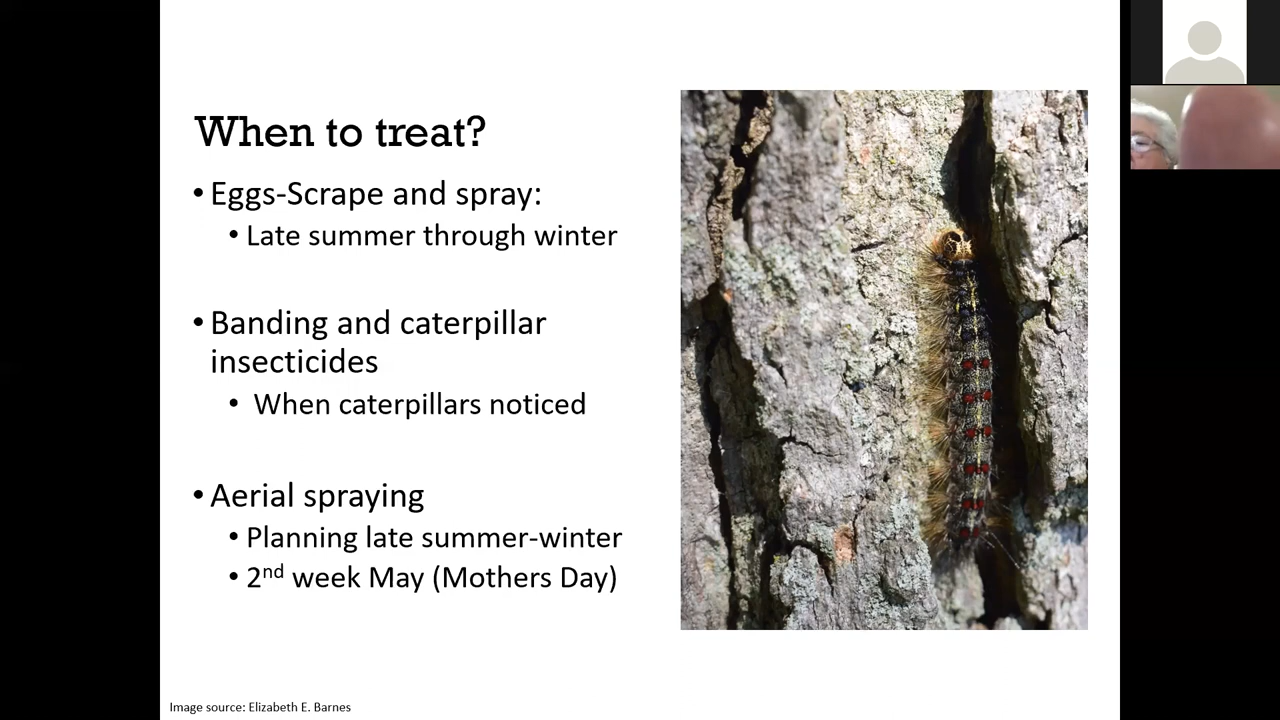 When to treat?
• Eggs-Scrape and spray:
• Late summer through winter
• Banding and caterpillar
insecticides
• When caterpillars noticed
• Aerial spraying
• Planning late summer-winter
• 2nd week May (Mothers Day)
Image source: Elizabeth E. Barnes